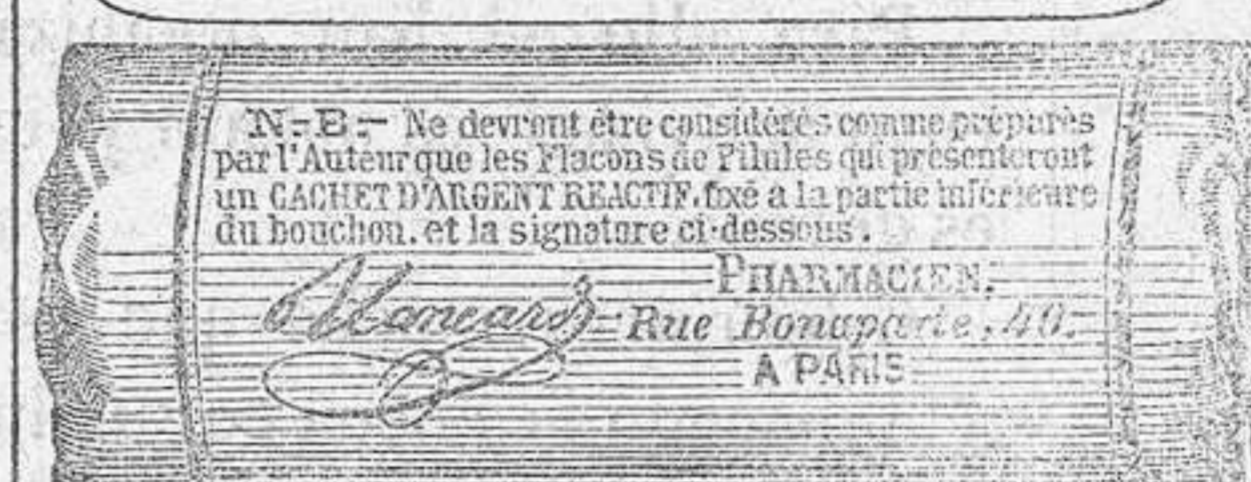 N.-B.- Ne devront être considérés comme préparés
par l'Auteur que les Flacons de Pilules qui présenteront
un CACHET D'ARGENT REACTIF, fixé a la partie inférieure
du bouchon. et la signature ci-dessous.
Blancard
PHARMACIEN,
Rue Bonaparte, 40.
A PARIS